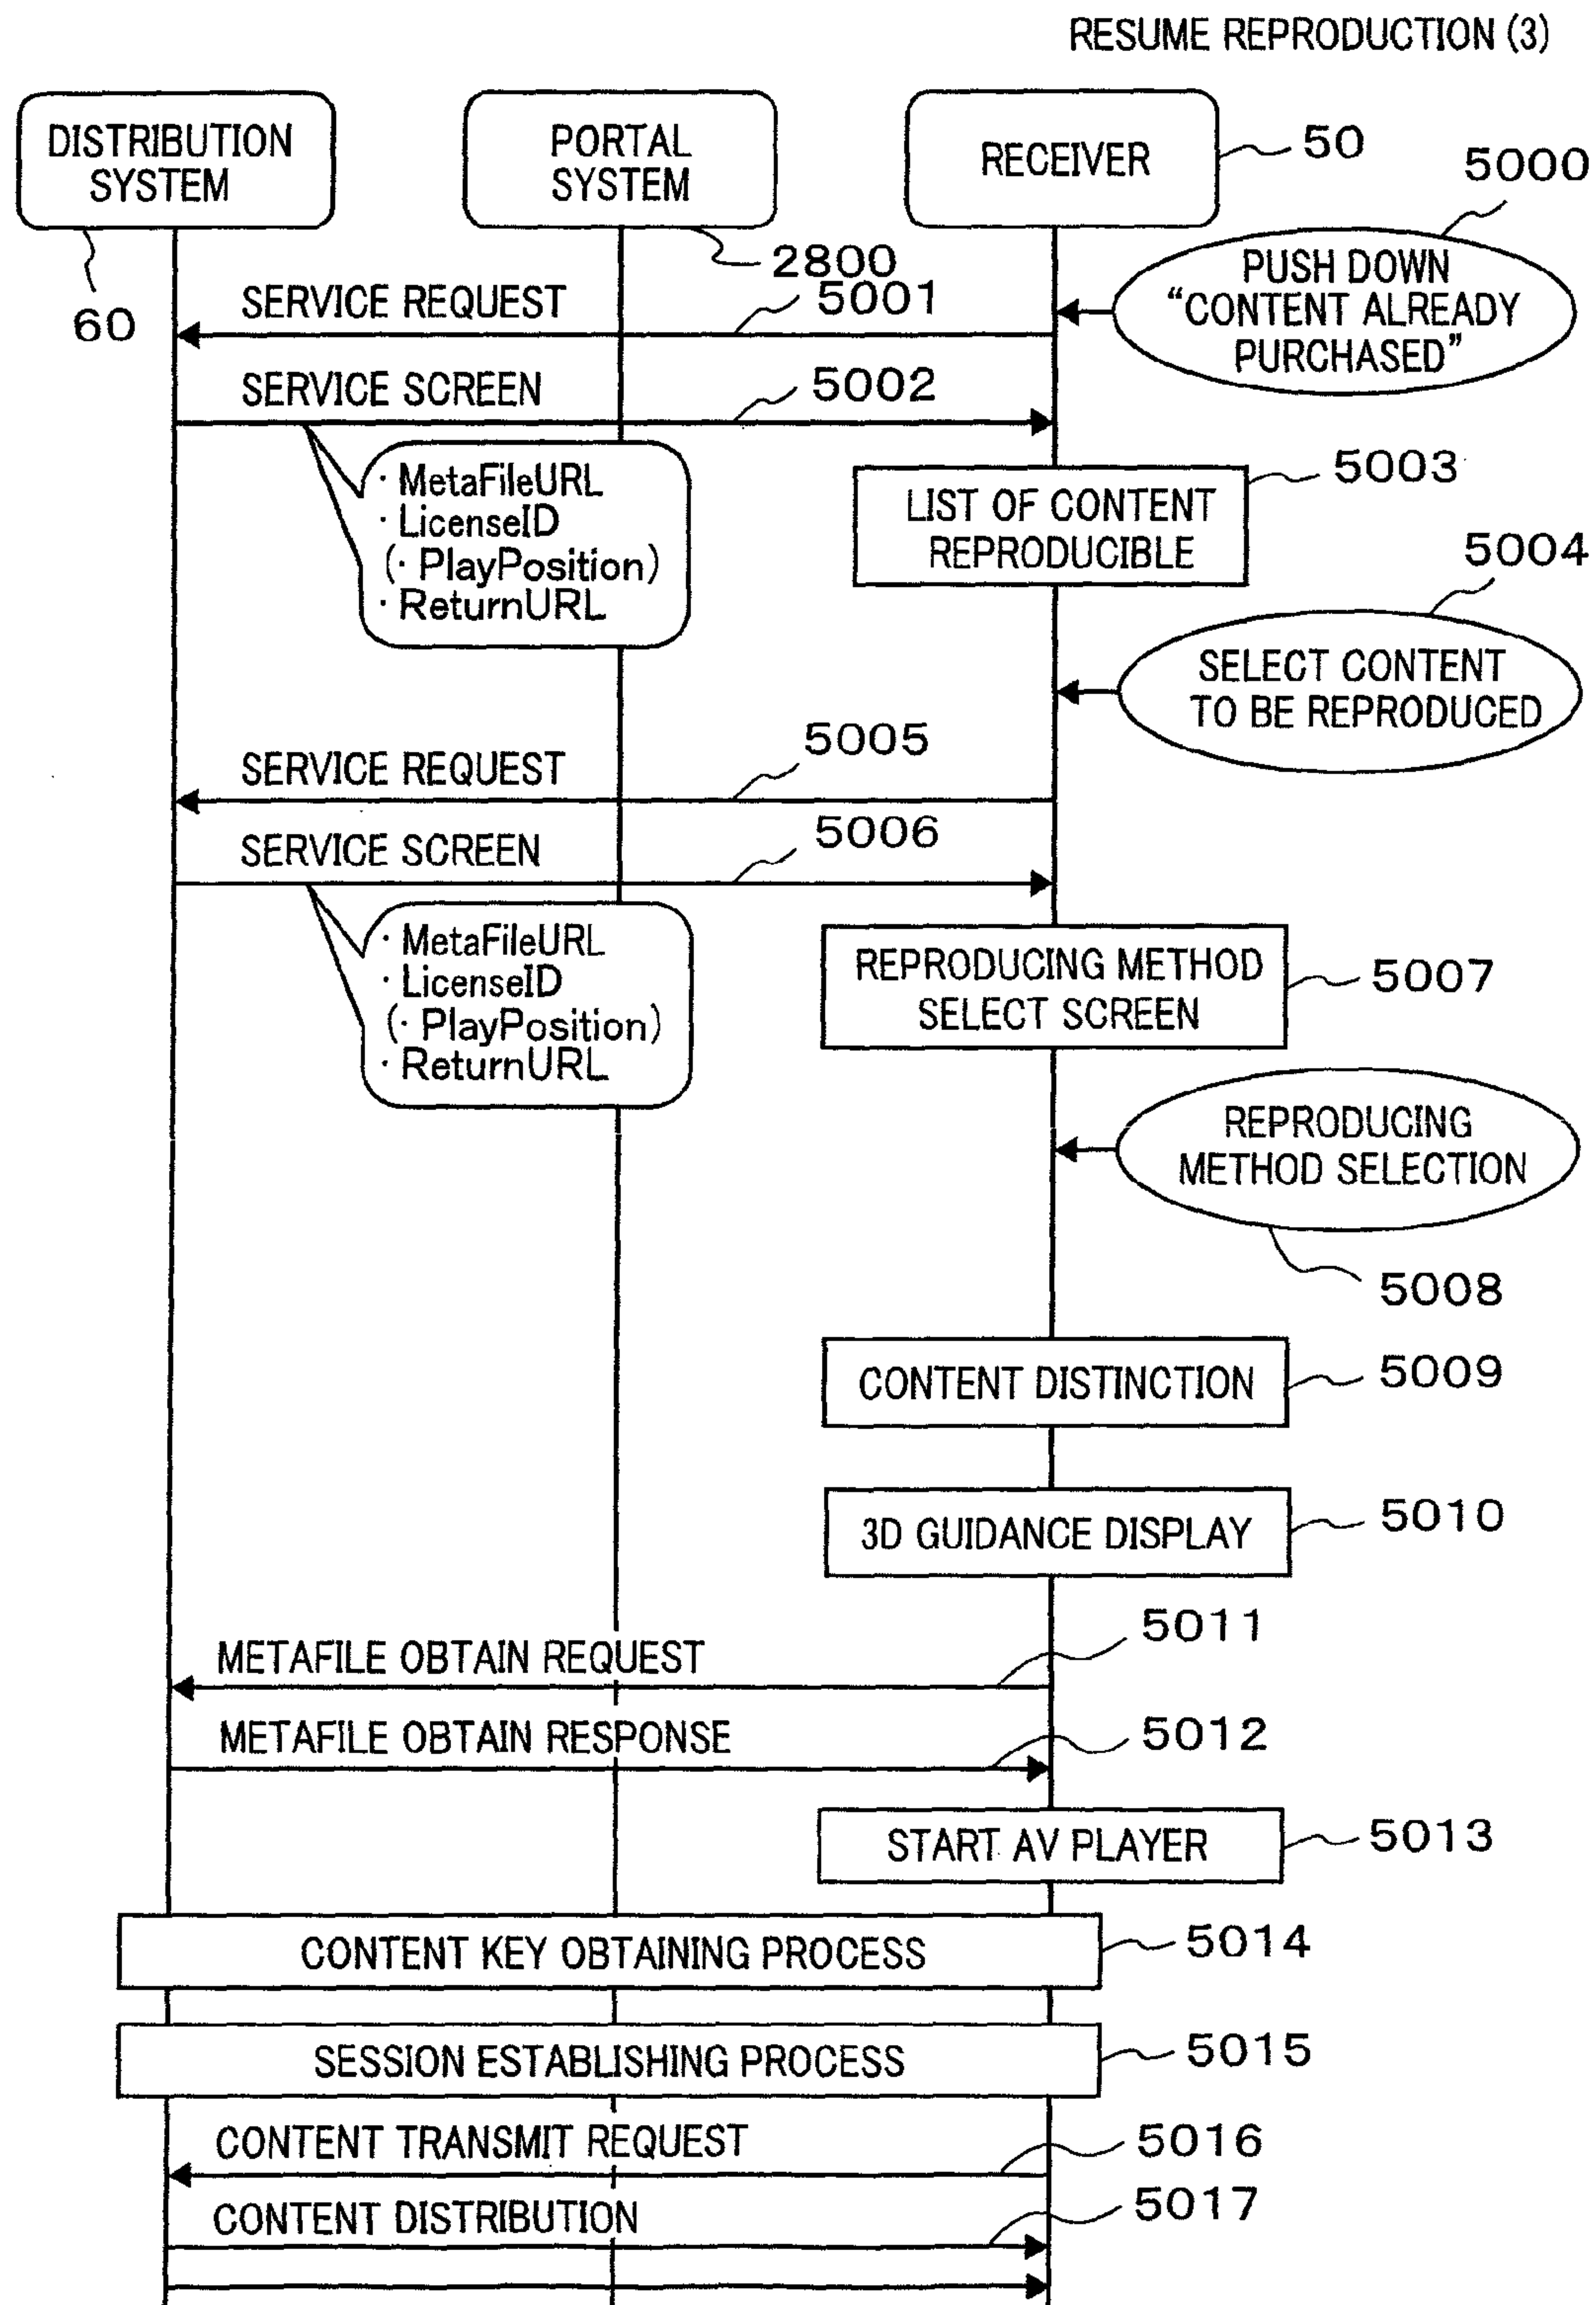 RESUME REPRODUCTION (3)
DISTRIBUTION
SYSTEM
60
PORTAL
SYSTEM
2800
RECEIVER
50
5000
PUSH DOWN
“CONTENT ALREADY
PURCHASED”
SERVICE REQUEST
5001
SERVICE SCREEN
5002
· MetaFileURL
· LicenseID
(· PlayPosition)
· ReturnURL
LIST OF CONTENT
REPRODUCIBLE
5003
5004
SELECT CONTENT
TO BE REPRODUCED
SERVICE REQUEST
5005
SERVICE SCREEN
5006
· MetaFileURL
· LicenseID
(· PlayPosition)
· ReturnURL
REPRODUCING METHOD
SELECT SCREEN
5007
REPRODUCING
METHOD SELECTION
5008
CONTENT DISTINCTION
5009
3D GUIDANCE DISPLAY
5010
METAFILE OBTAIN REQUEST
5011
METAFILE OBTAIN RESPONSE
5012
START AV PLAYER
5013
CONTENT KEY OBTAINING PROCESS
5014
SESSION ESTABLISHING PROCESS
5015
CONTENT TRANSMIT REQUEST
5016
CONTENT DISTRIBUTION
5017